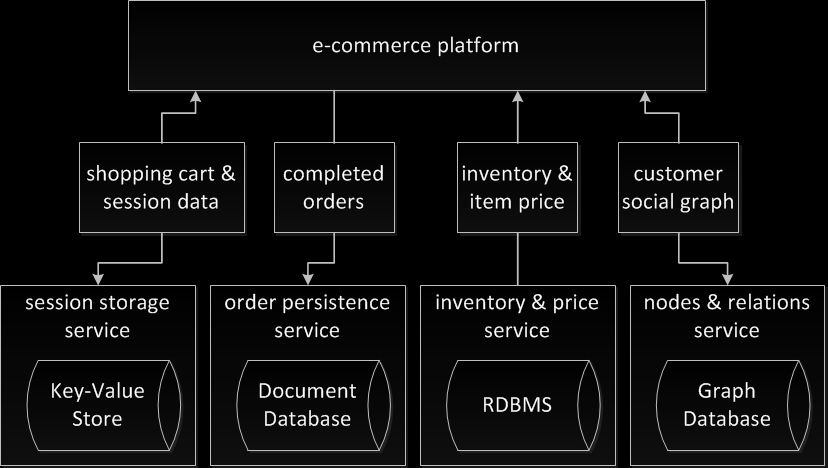 e-commerce platform
shopping cart &
session data
completed
orders
inventory &
item price
customer
social graph
session storage
service
Key-Value
Store
order persistence
service
Document
Database
inventory & price
service
RDBMS
nodes & relations
service
Graph
Database